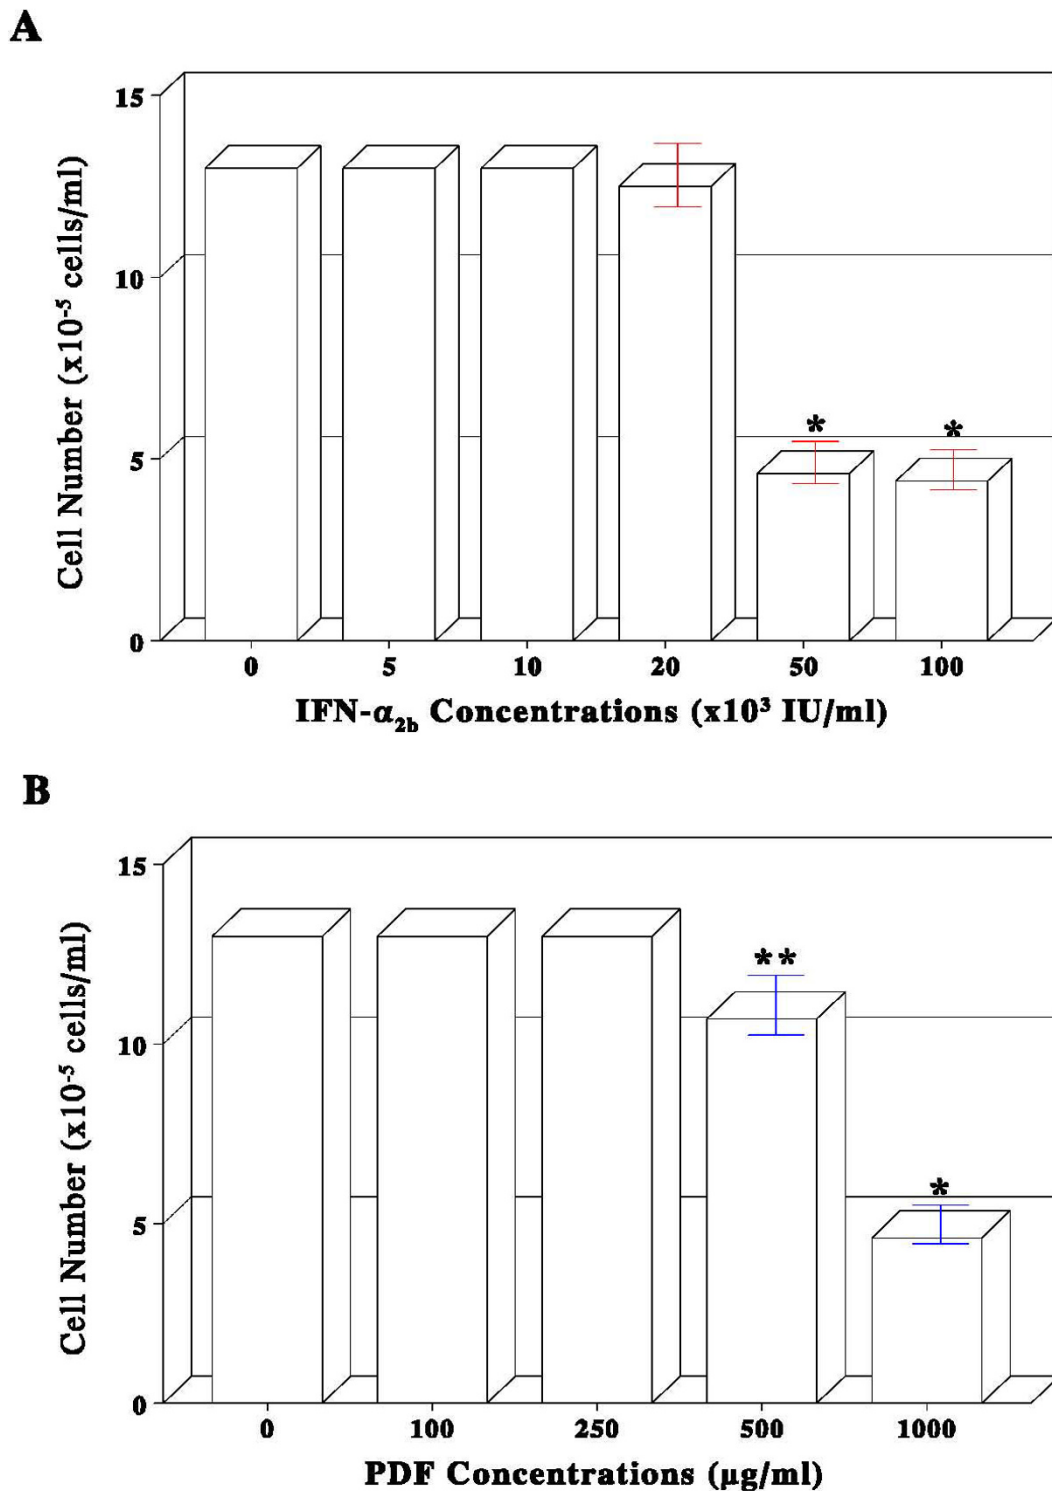 A
15
10
5
0
Cell Number (x10⁻⁵ cells/ml)
* *
0 5 10 20 50 100
IFN-α₂b Concentrations (x10³ IU/ml)
B
15
10
5
0
Cell Number (x10⁻⁵ cells/ml)
**
*
0 100 250 500 1000
PDF Concentrations (µg/ml)